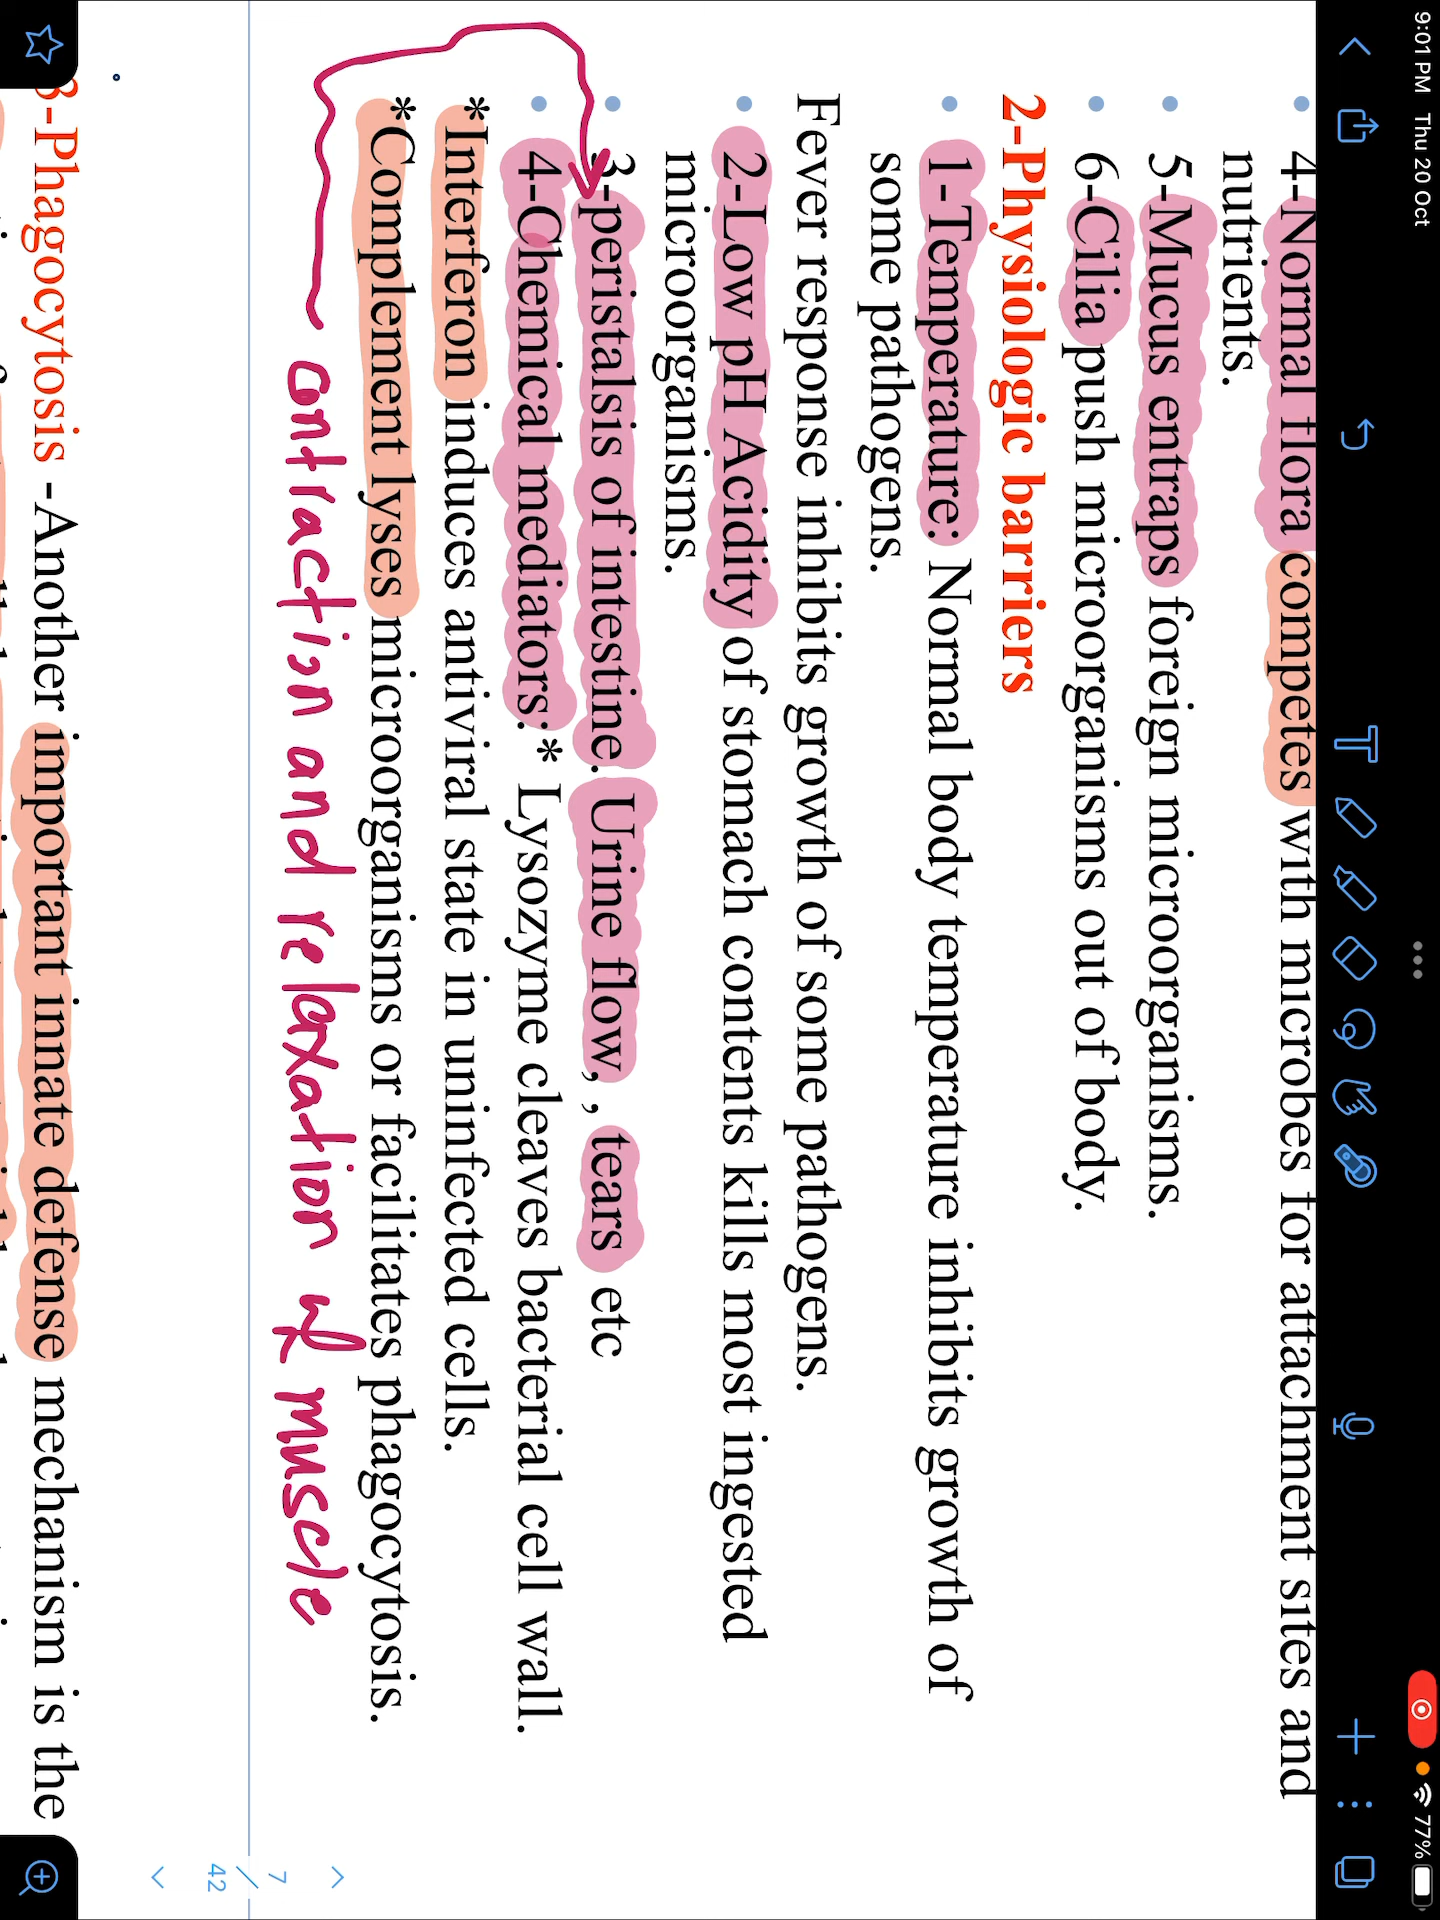 9:01 PM Thu 20 Oct
77%
4-Normal flora competes with microbes for attachment sites and
nutrients.
5-Mucus entraps foreign microorganisms.
6-Cilia push microorganisms out of body.
2-Physiologic barriers
1-Temperature: Normal body temperature inhibits growth of
some pathogens.
Fever response inhibits growth of some pathogens.
2-Low pH Acidity of stomach contents kills most ingested
microorganisms.
3-peristalsis of intestine. Urine flow, , tears etc
4-Chemical mediators:* Lysozyme cleaves bacterial cell wall.
*Interferon induces antiviral state in uninfected cells.
*Complement lyses microorganisms or facilitates phagocytosis.
contraction and relaxation of muscle
7 / 42
3-Phagocytosis -Another important innate defense mechanism is the